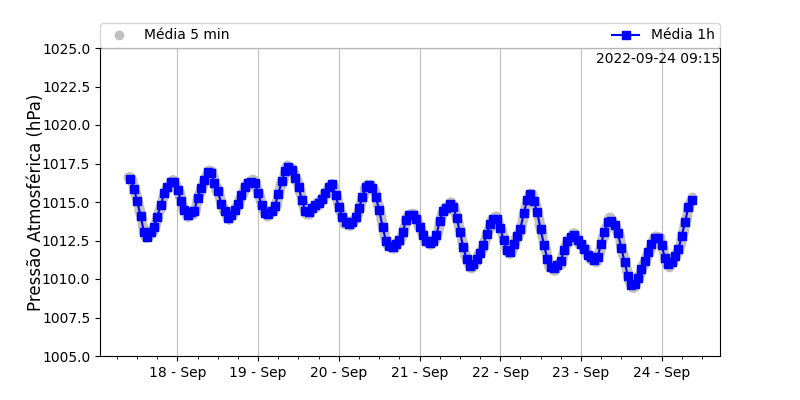 Média 5 min
Média 1h
2022-09-24 09:15
Pressão Atmosférica (hPa)
1025.0
1022.5
1020.0
1017.5
1015.0
1012.5
1010.0
1007.5
1005.0
18 - Sep
19 - Sep
20 - Sep
21 - Sep
22 - Sep
23 - Sep
24 - Sep